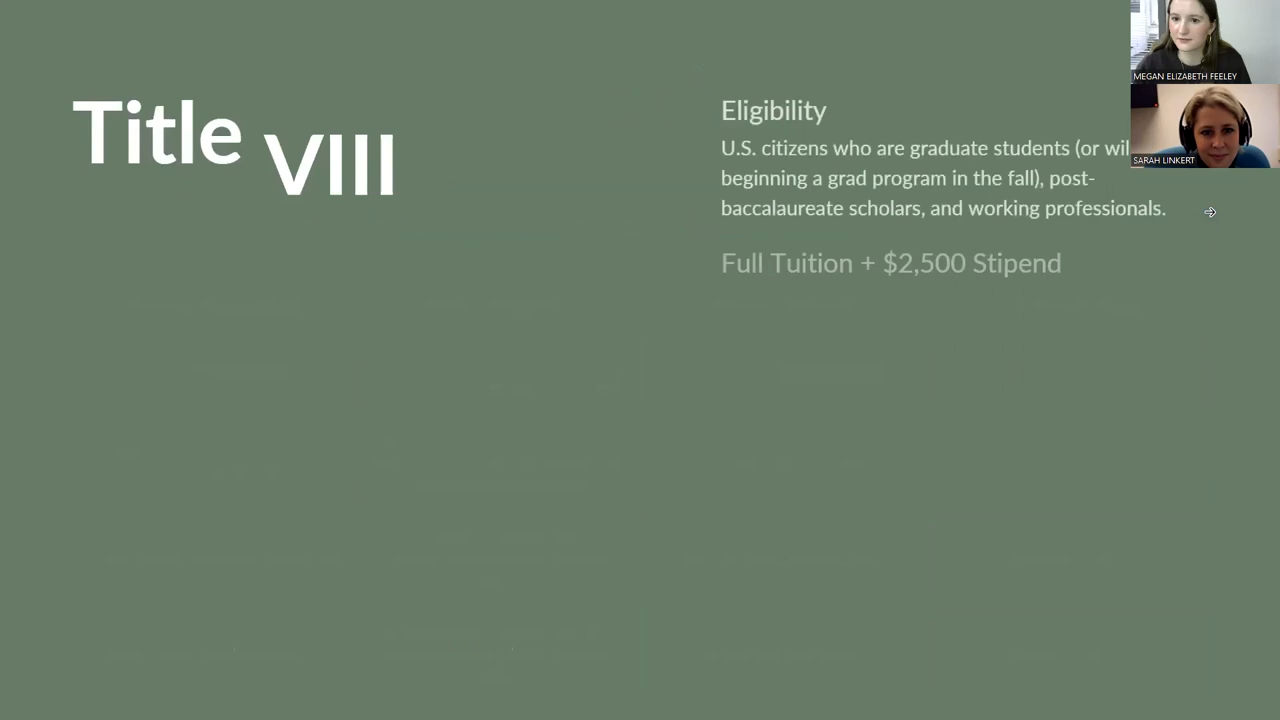 Title VIII
Eligibility
U.S. citizens who are graduate students (or wil
beginning a grad program in the fall), post-
baccalaureate scholars, and working professionals.
Full Tuition + $2,500 Stipend
MEGAN ELIZABETH FEELEY
SARAH LINKERT